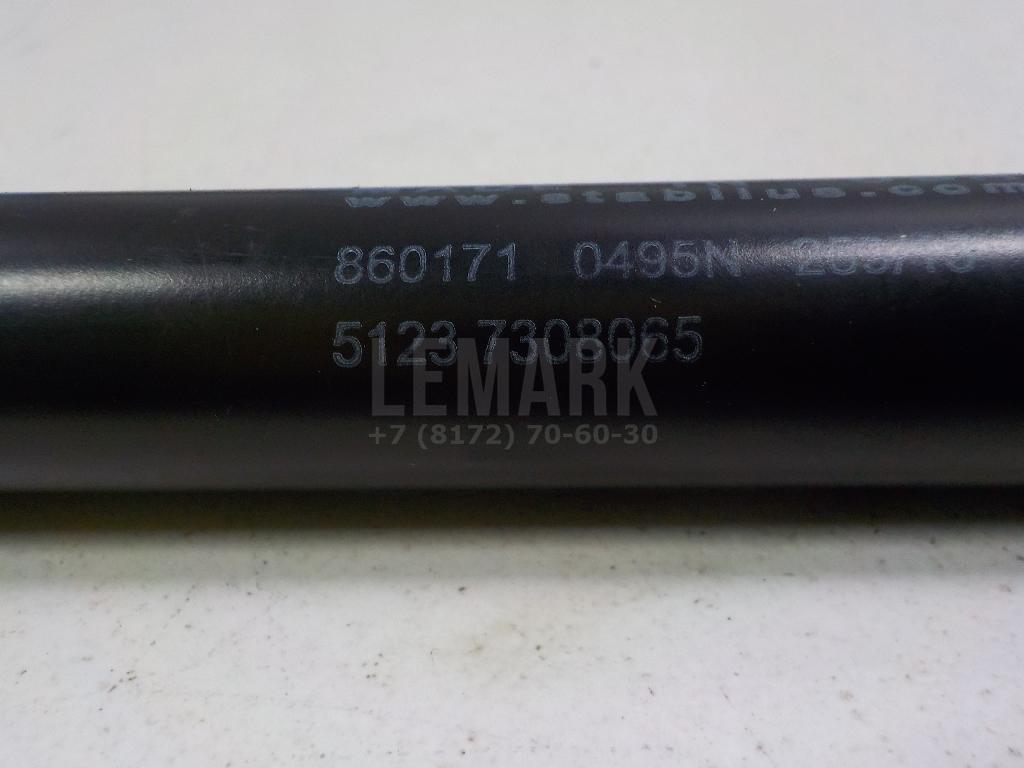 www.stabilus.com
860171 0495N
5123 7308065
LEMARK
+7 (8172) 70-60-30